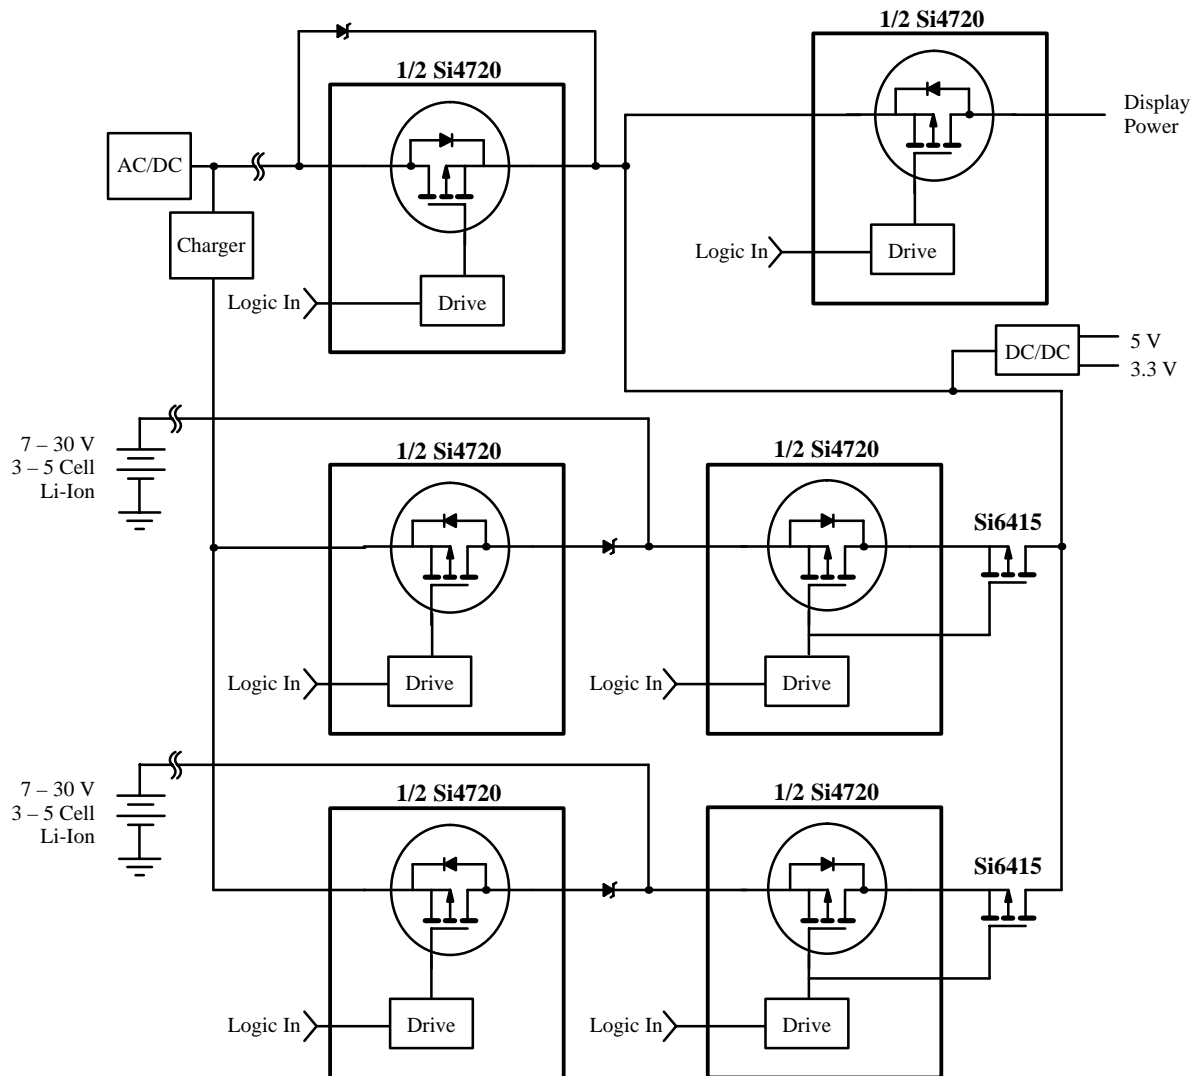 1/2 Si4720
1/2 Si4720
Display
Power
AC/DC
Charger
Logic In
Drive
Logic In
Drive
DC/DC
5 V
3.3 V
7 – 30 V
3 – 5 Cell
Li-Ion
1/2 Si4720
1/2 Si4720
Si6415
Logic In
Drive
Logic In
Drive
7 – 30 V
3 – 5 Cell
Li-Ion
1/2 Si4720
1/2 Si4720
Si6415
Logic In
Drive
Logic In
Drive